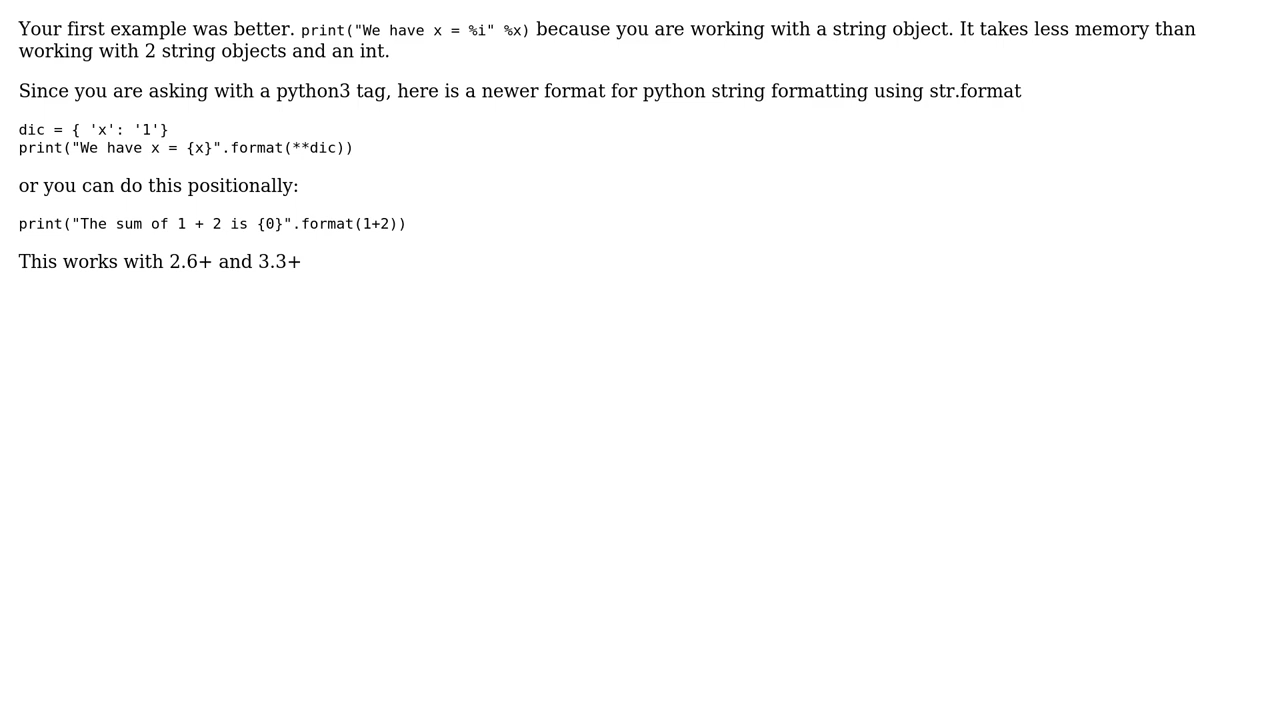 Your first example was better. print("We have x = %i" %x) because you are working with a string object. It takes less memory than
working with 2 string objects and an int.
Since you are asking with a python3 tag, here is a newer format for python string formatting using str.format
dic = { 'x': '1'}
print("We have x = {x}".format(**dic))
or you can do this positionally:
print("The sum of 1 + 2 is {0}".format(1+2))
This works with 2.6+ and 3.3+